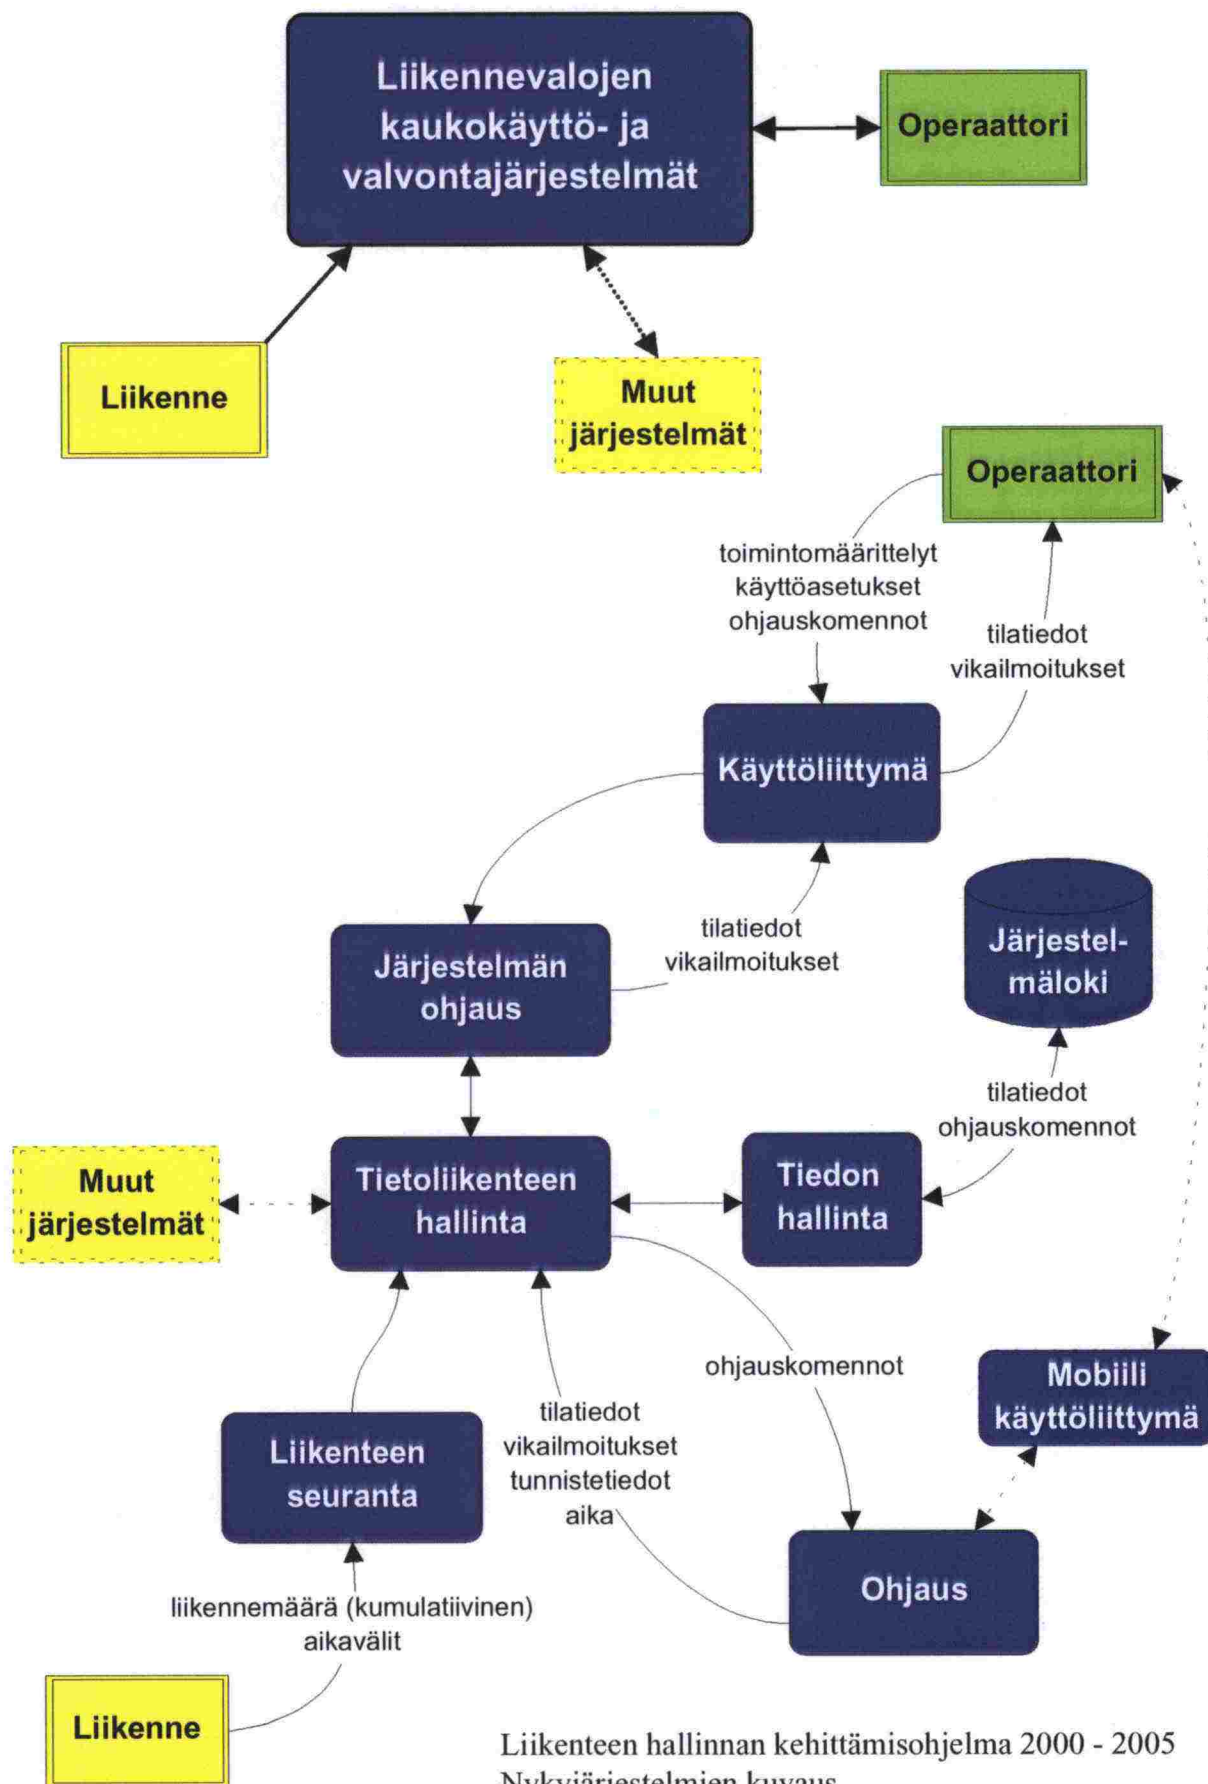 Liikennevalojen
kaukokäyttö- ja
valvontajärjestelmät
Operaattori
Liikenne
Muut
järjestelmät
Operaattori
toimintomäärittelyt
käyttöasetukset
ohjauskomennot
tilatiedot
vikailmoitukset
Käyttöliittymä
tilatiedot
vikailmoitukset
Järjestelmän
ohjaus
Järjestel-
mäloki
tilatiedot
ohjauskomennot
Muut
järjestelmät
Tietoliikenteen
hallinta
Tiedon
hallinta
ohjauskomennot
Mobiili
käyttöliittymä
tilatiedot
vikailmoitukset
tunnistetiedot
aika
Liikenteen
seuranta
Ohjaus
liikennemäärä (kumulatiivinen)
aikavälit
Liikenne
Liikenteen hallinnan kehittämisohjelma 2000 - 2005
Nykyjärjestelmien kuvaus